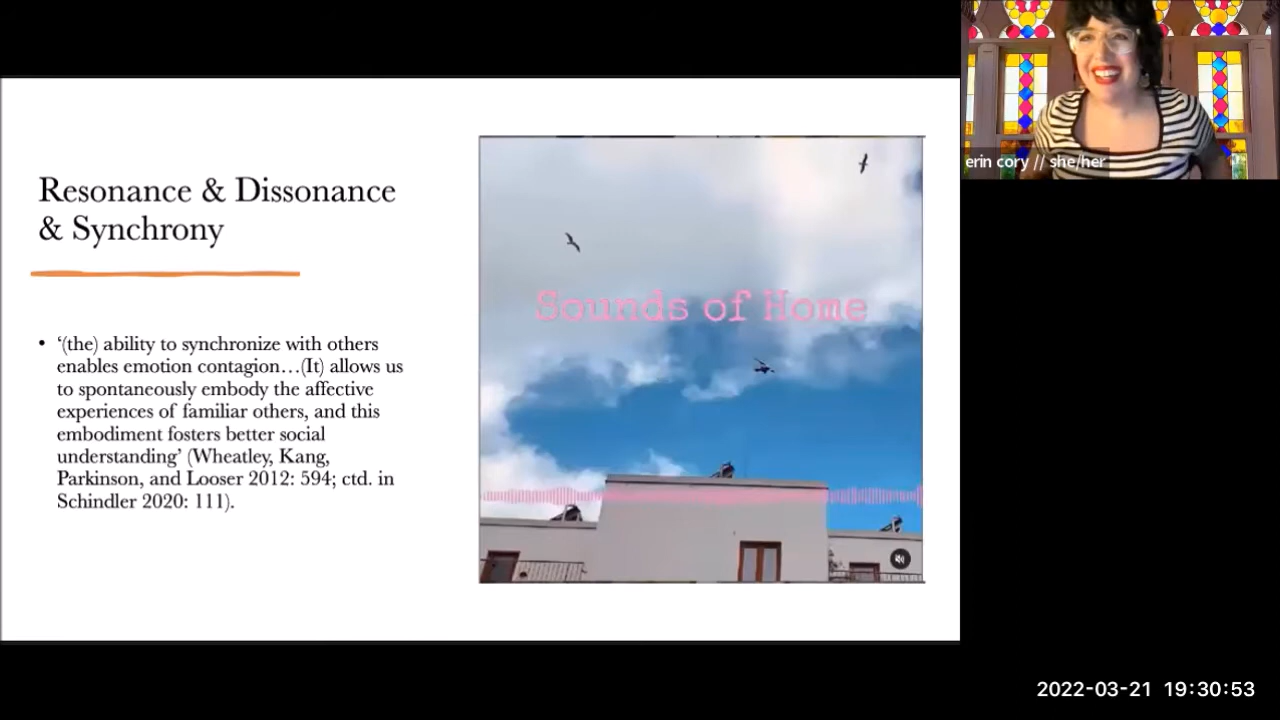 Resonance & Dissonance
& Synchrony
• ‘(the) ability to synchronize with others
enables emotion contagion…(It) allows us
to spontaneously embody the affective
experiences of familiar others, and this
embodiment fosters better social
understanding’ (Wheatley, Kang,
Parkinson, and Looser 2012: 594; ctd. in
Schindler 2020: 111).
Sounds of Home
erin cory // she/her
2022-03-21 19:30:53